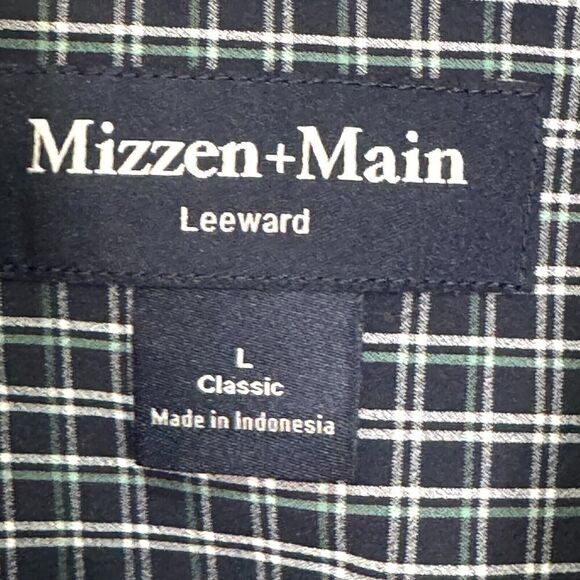 Mizzen+Main
Leeward
L
Classic
Made in Indonesia